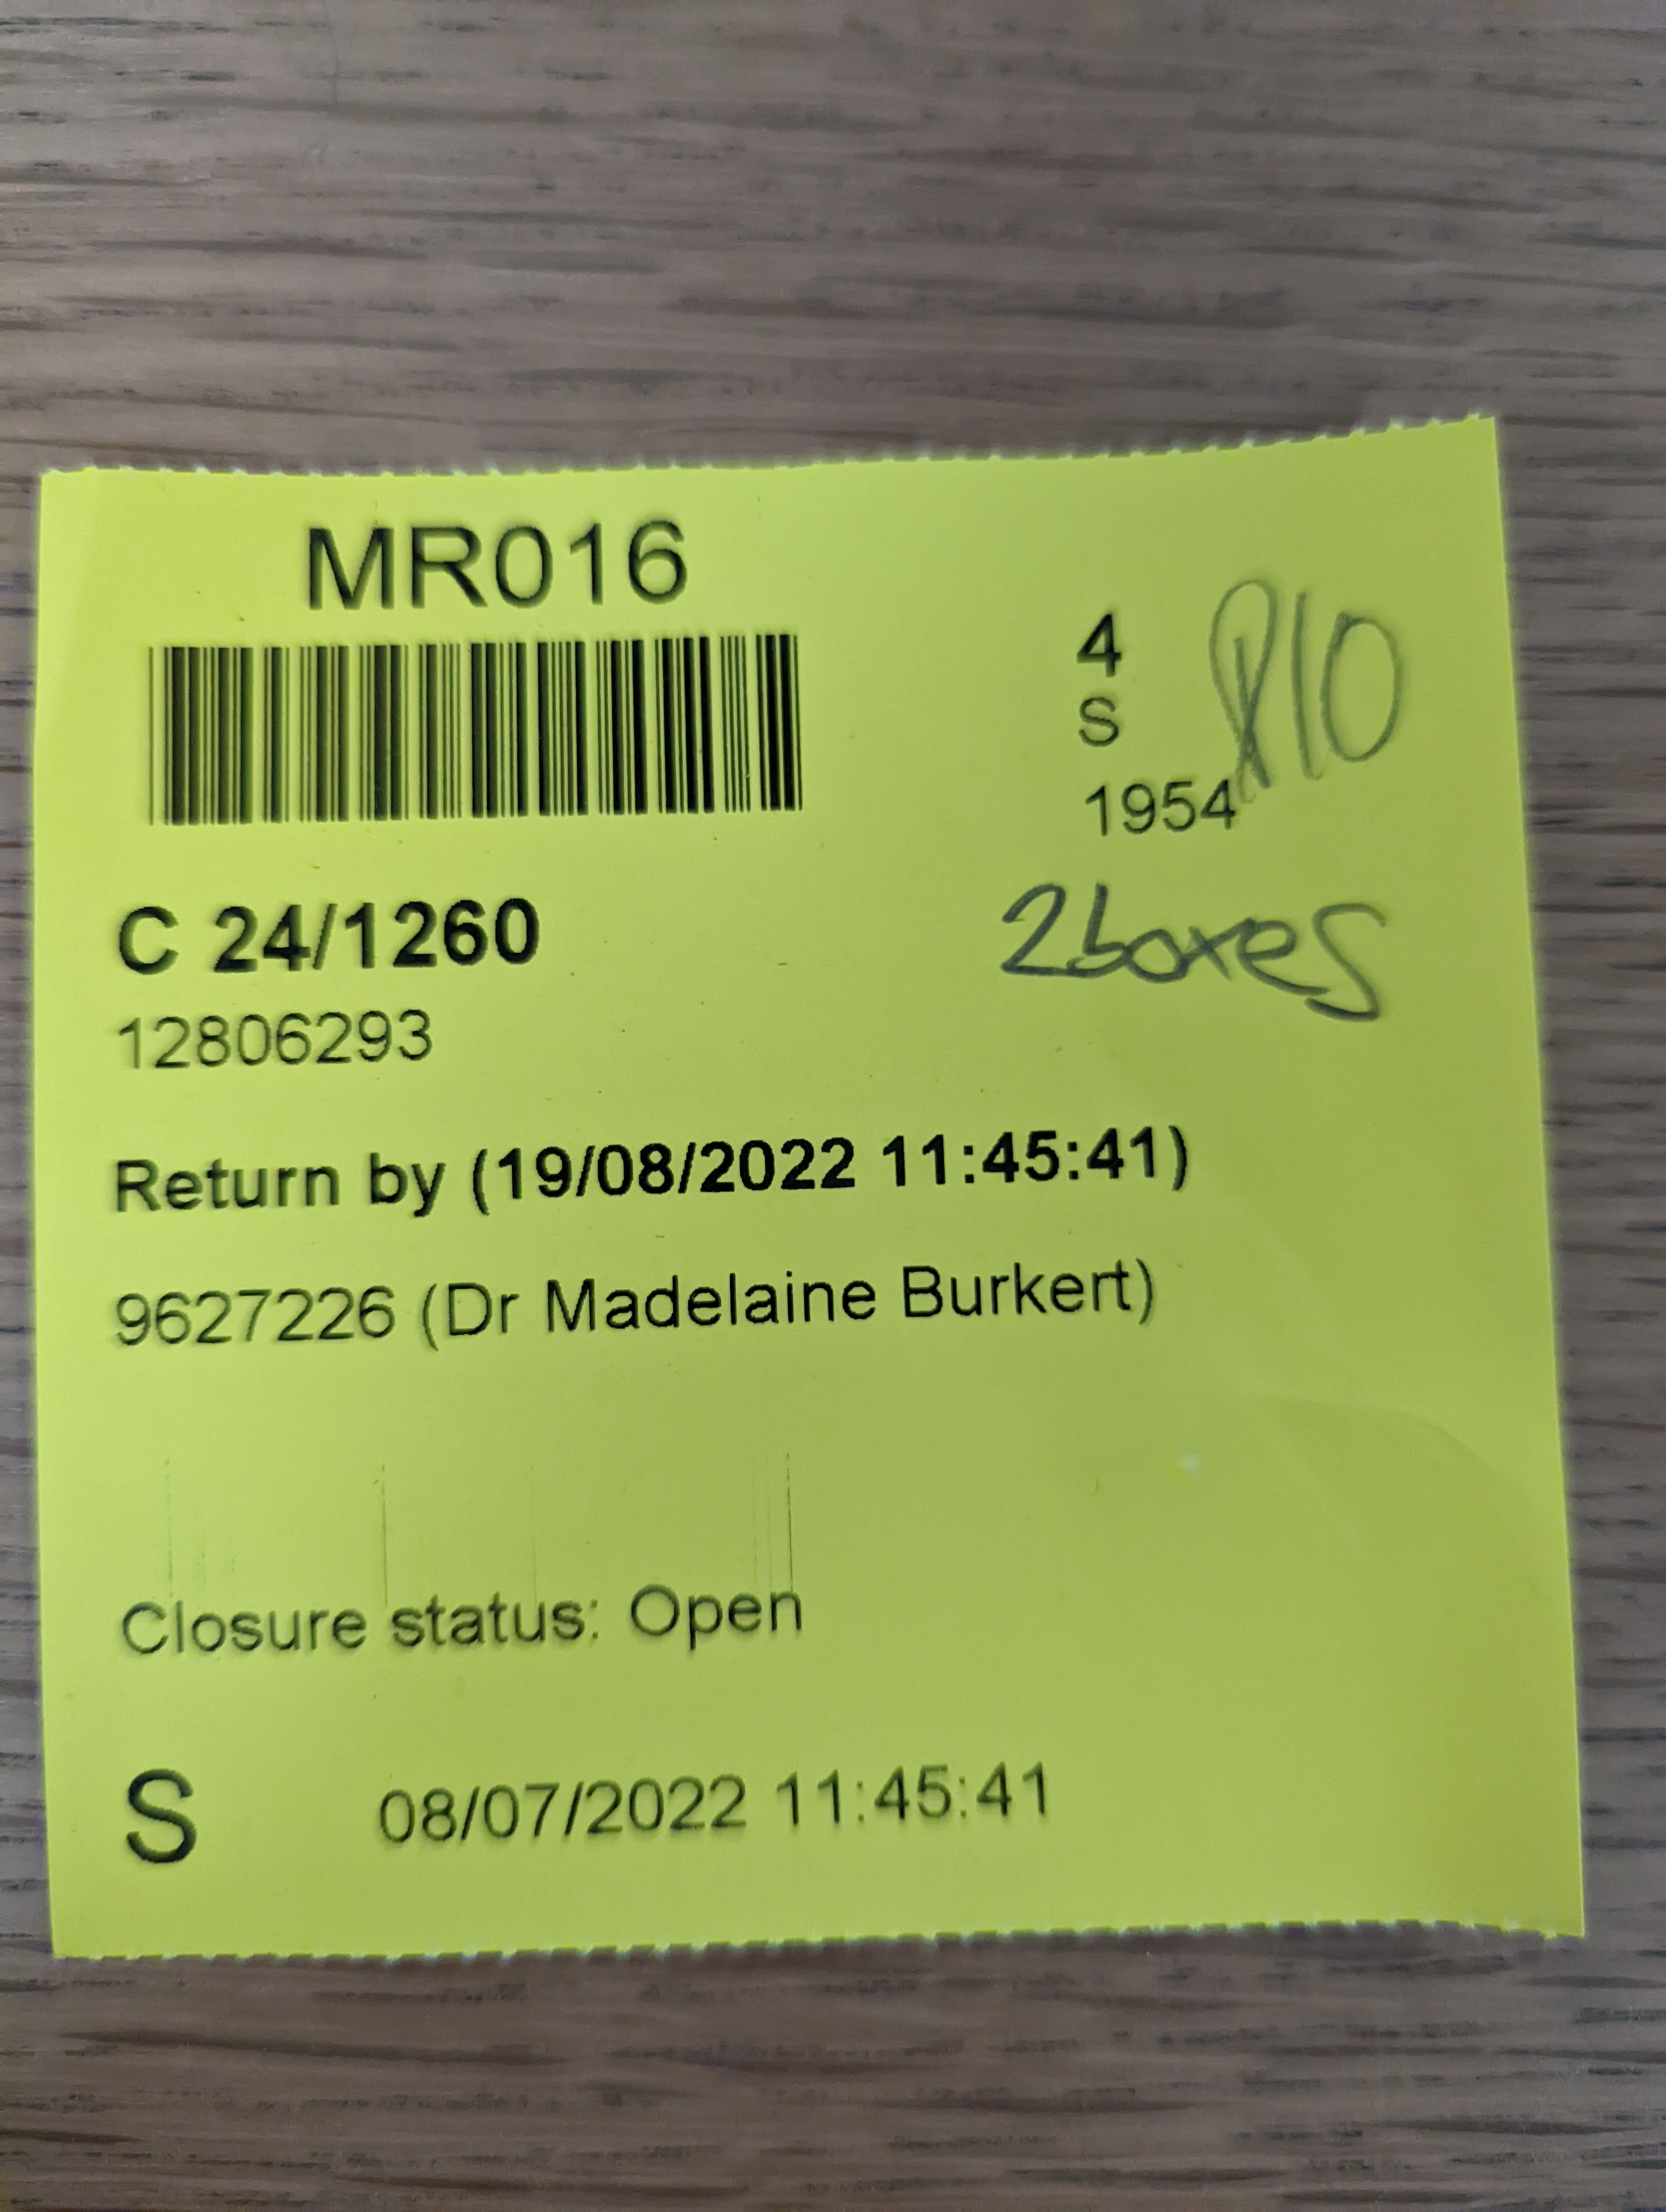 MR016
4
S
1954
P10
C 24/1260
2boxes
12806293
Return by (19/08/2022 11:45:41)
9627226 (Dr Madelaine Burkert)
Closure status: Open
S 08/07/2022 11:45:41